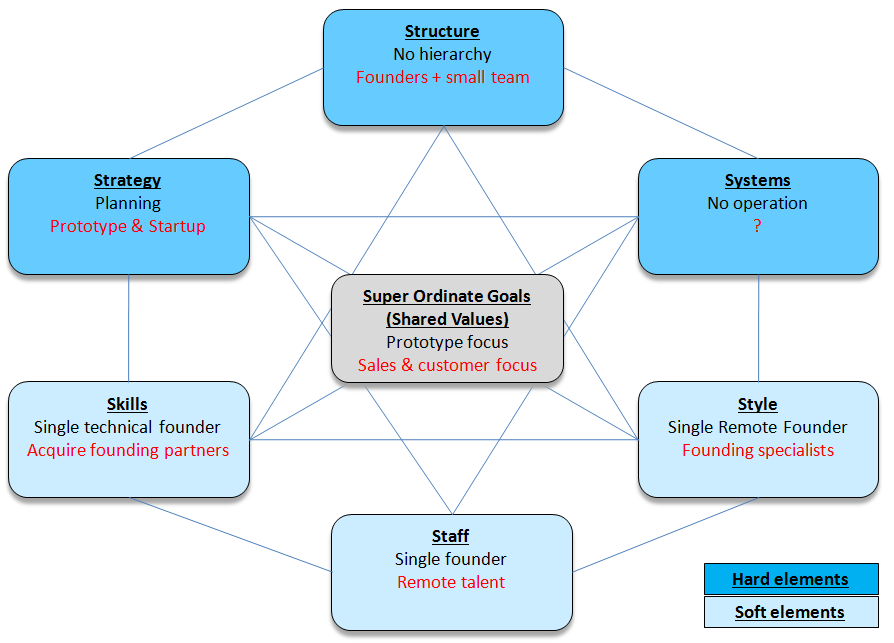 Structure
No hierarchy
Founders + small team
Strategy
Planning
Prototype & Startup
Systems
No operation
?
Super Ordinate Goals
(Shared Values)
Prototype focus
Sales & customer focus
Skills
Single technical founder
Acquire founding partners
Style
Single Remote Founder
Founding specialists
Staff
Single founder
Remote talent
Hard elements
Soft elements